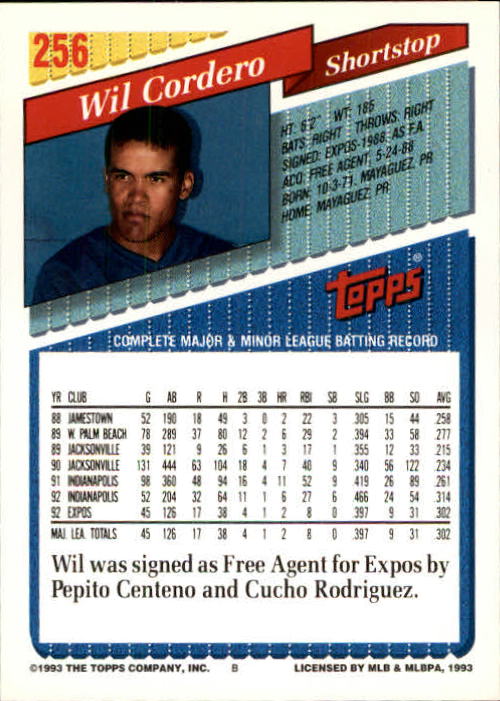 256
Wil Cordero
Shortstop
HT: 6'2" WT: 185
BATS: RIGHT THROWS: RIGHT
SIGNED: EXPOS-1988, AS F.A.
ACQ: FREE AGENT, 5-24-88
BORN: 10-3-71, MAYAGUEZ, PR
HOME: MAYAGUEZ, PR
TOPPS®
COMPLETE MAJOR & MINOR LEAGUE BATTING RECORD
YR CLUB G AB R H 2B 3B HR RBI SB SLG BB SO AVG
88 JAMESTOWN 52 190 18 49 3 0 2 22 3 .305 15 44 258
89 W. PALM BEACH 78 289 37 80 12 2 6 29 2 .394 33 58 277
89 JACKSONVILLE 39 121 9 26 6 1 3 17 1 .355 12 33 .215
90 JACKSONVILLE 131 444 63 104 18 4 7 40 9 .340 56 122 .234
91 INDIANAPOLIS 98 360 48 94 16 4 11 52 9 .419 26 89 .261
92 INDIANAPOLIS 52 204 32 64 11 1 6 27 6 .466 24 54 .314
92 EXPOS 45 126 17 38 4 1 2 8 0 .397 9 31 .302
MAJ. LEA. TOTALS 45 126 17 38 4 1 2 8 0 .397 9 31 .302
Wil was signed as Free Agent for Expos by
Pepito Centeno and Cucho Rodriguez.
©1993 THE TOPPS COMPANY, INC. B LICENSED BY MLB & MLBPA, 1993